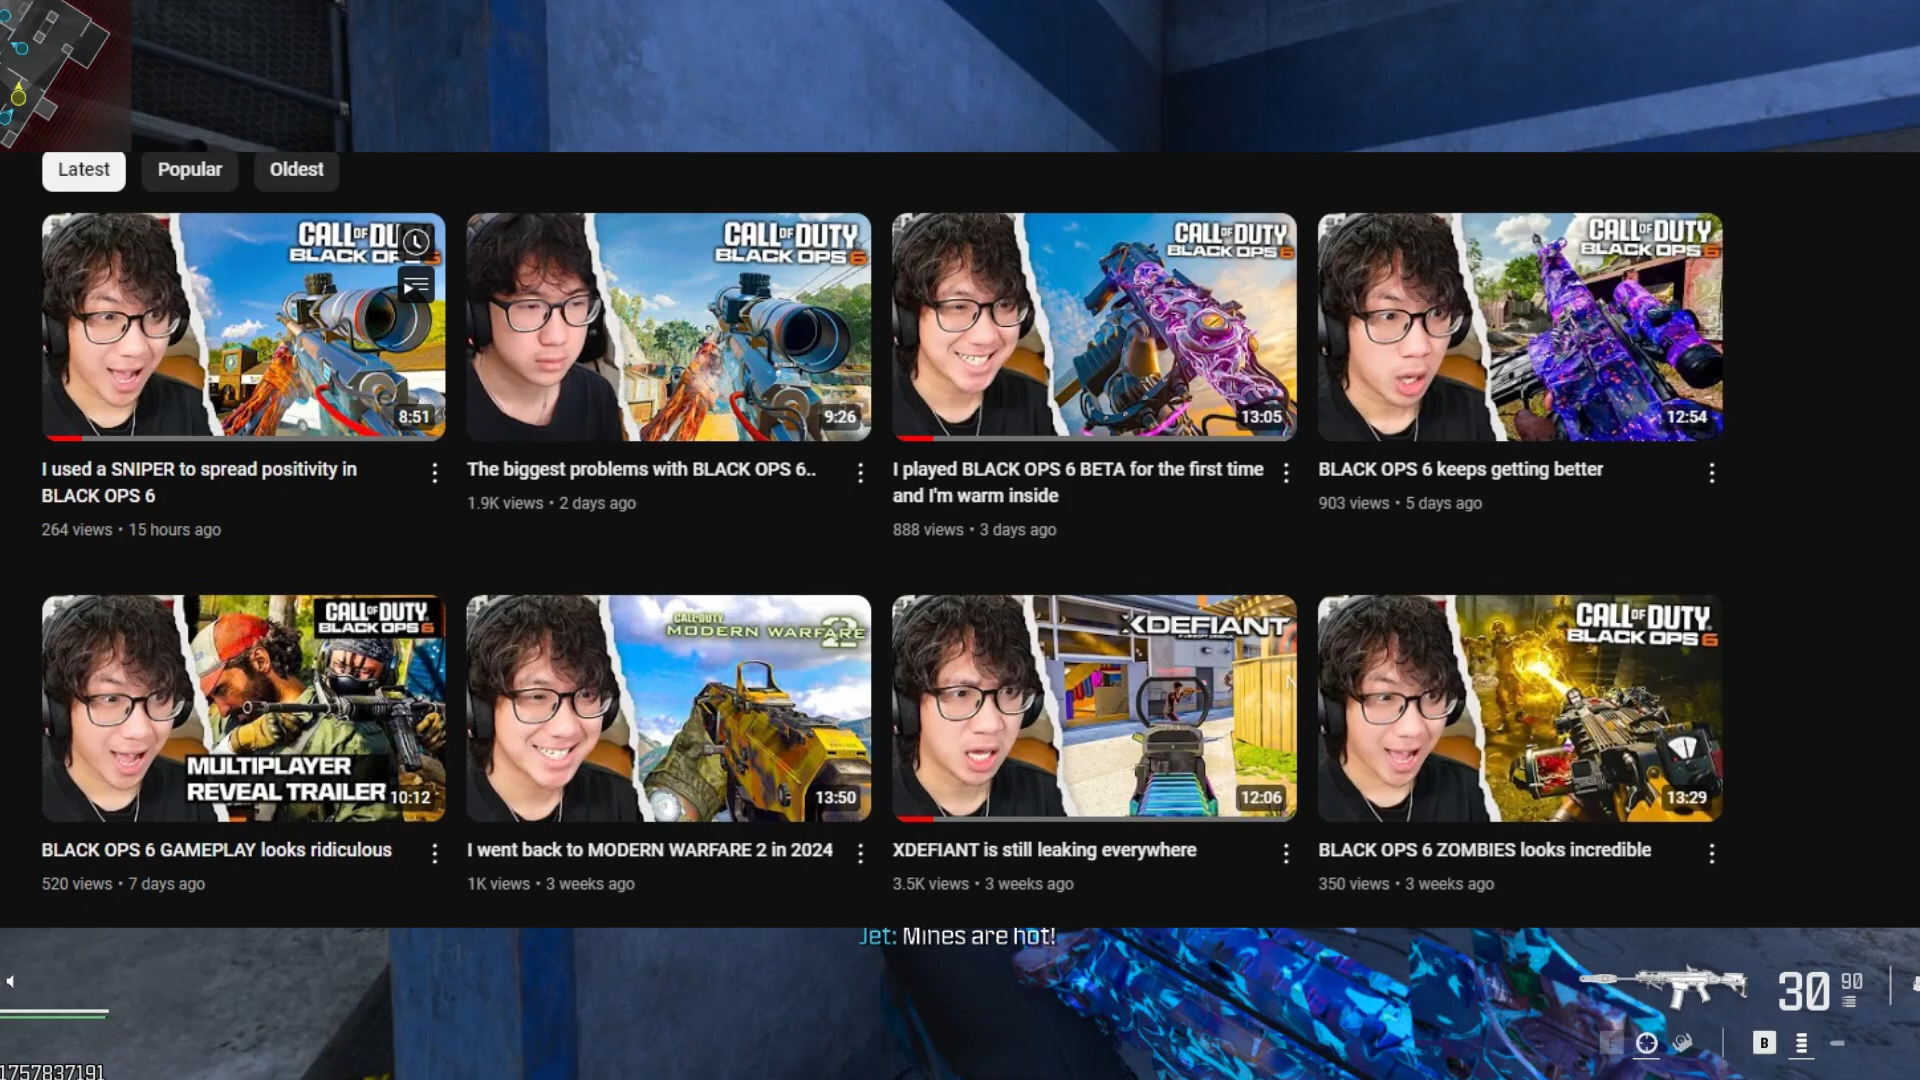 Latest
Popular
Oldest
CALL OF DU
BLACK OP
8:51
CALL OF DUTY
BLACK OPS 6
9:26
CALL OF DUTY
BLACK OPS 6
13:05
CALL OF DUTY
BLACK OPS 6
12:54
I used a SNIPER to spread positivity in
BLACK OPS 6
264 views • 15 hours ago
The biggest problems with BLACK OPS 6..
1.9K views • 2 days ago
I played BLACK OPS 6 BETA for the first time
and I'm warm inside
888 views • 3 days ago
BLACK OPS 6 keeps getting better
903 views • 5 days ago
CALL OF DUTY
BLACK OPS 6
MULTIPLAYER
REVEAL TRAILER
10:12
CALL OF DUTY
MODERN WARFARE 2
13:50
XDEFIANT
12:06
CALL OF DUTY
BLACK OPS 6
13:29
BLACK OPS 6 GAMEPLAY looks ridiculous
520 views • 7 days ago
I went back to MODERN WARFARE 2 in 2024
1K views • 3 weeks ago
XDEFIANT is still leaking everywhere
3.5K views • 3 weeks ago
BLACK OPS 6 ZOMBIES looks incredible
350 views • 3 weeks ago
Jet: Mines are hot!
30
90
E
B
1757837191